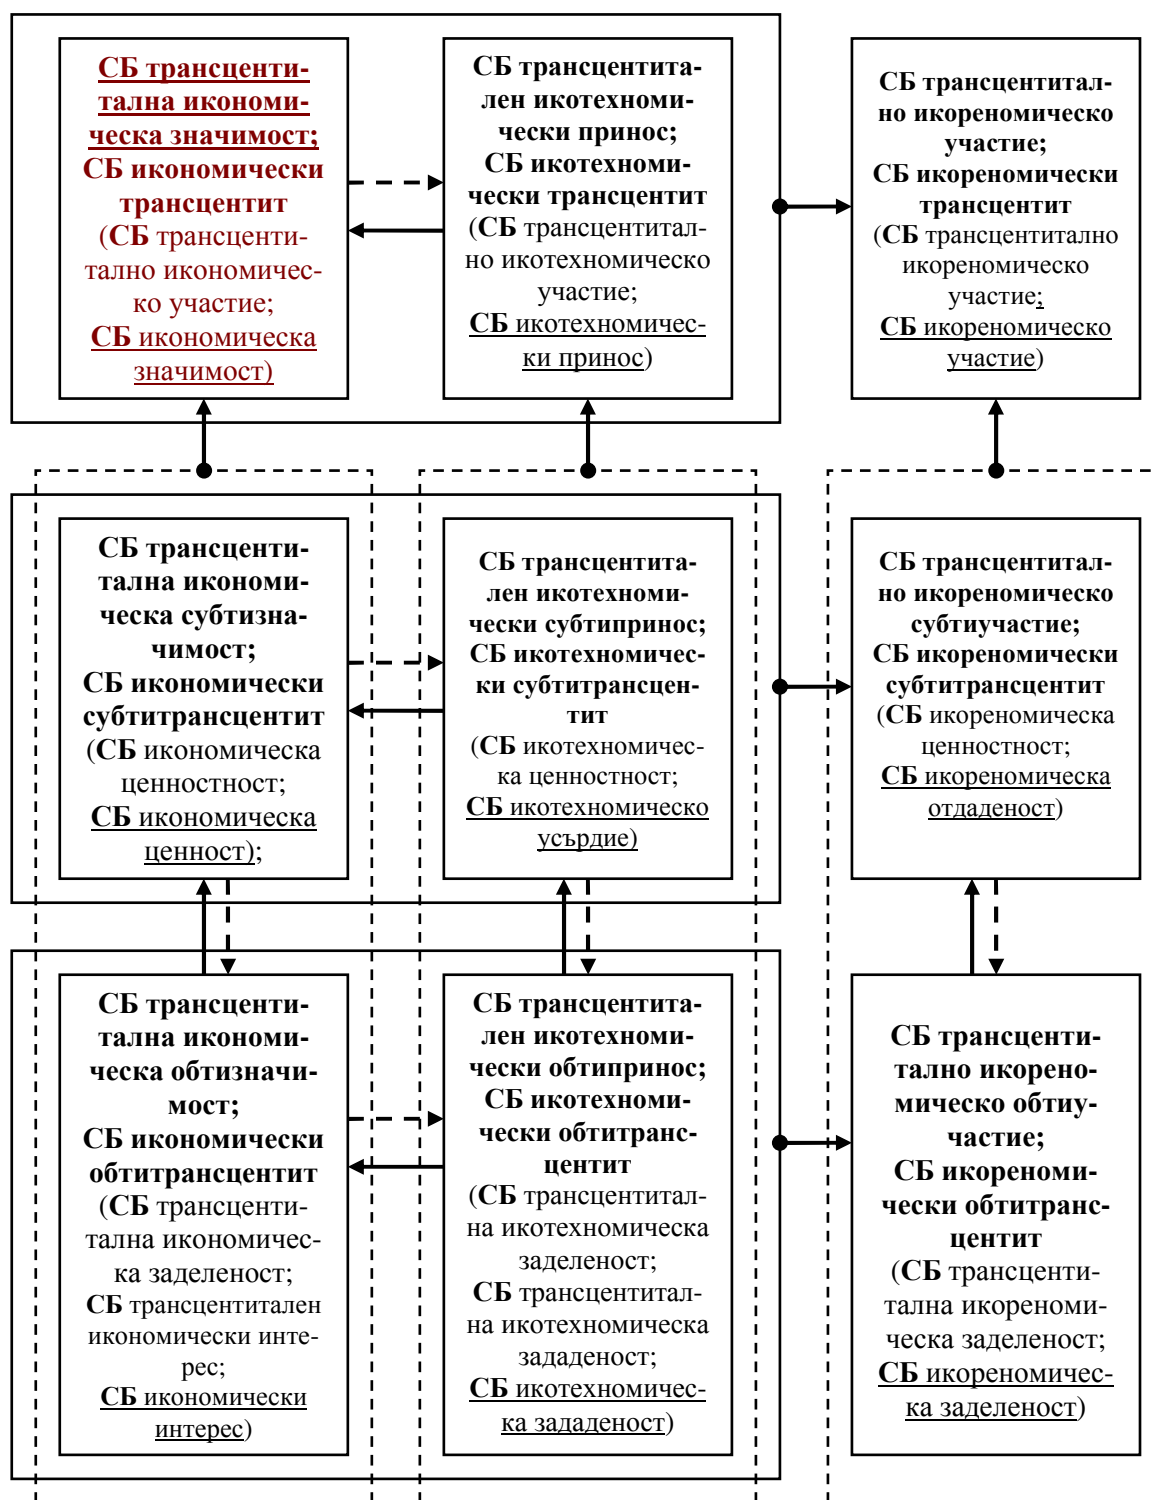 СБ трансценти-
тална икономи-
ческа значимост;
СБ икономически
трансцентит
(СБ трансценти-
тално икономичес-
ко участие;
СБ икономическа
значимост)
СБ трансцентита-
лен икотехноми-
чески принос;
СБ икотехноми-
чески трансцентит
(СБ трансцентитал-
но икотехномическо
участие;
СБ икотехномичес-
ки принос)
СБ трансцентитал-
но икореномическо
участие;
СБ икореномически
трансцентит
(СБ трансцентитално
икореномическо
участие;
СБ икореномическо
участие)
СБ трансценти-
тална икономи-
ческа субтизна-
чимост;
СБ икономически
субтитрансцентит
(СБ икономическа
ценностност;
СБ икономическа
ценност);
СБ трансцентита-
лен икотехноми-
чески субтипринос;
СБ икотехномичес-
ки субтитрансцен-
тит
(СБ икотехномичес-
ка ценностност;
СБ икотехномическо
усърдие)
СБ трансцентитал-
но икореномическо
субтиучастие;
СБ икореномически
субтитрансцентит
(СБ икореномическа
ценностност;
СБ икореномическа
отдаденост)
СБ трансценти-
тална икономи-
ческа обтизначи-
мост;
СБ икономически
обтитрансцентит
(СБ трансценти-
тална икономичес-
ка заделеност;
СБ трансцентитален
икономически инте-
рес;
СБ икономически
интерес)
СБ трансцентита-
лен икотехноми-
чески обтипринос;
СБ икотехноми-
чески обтитранс-
центит
(СБ трансцентитал-
на икотехномическа
заделеност;
СБ трансцентитал-
на икотехномическа
зададеност;
СБ икотехномичес-
ка зададеност)
СБ трансценти-
тално икорено-
мическо обтиу-
частие;
СБ икореноми-
чески обтитранс-
центит
(СБ трансценти-
тална икореноми-
ческа заделеност;
СБ икореномичес-
ка заделеност)